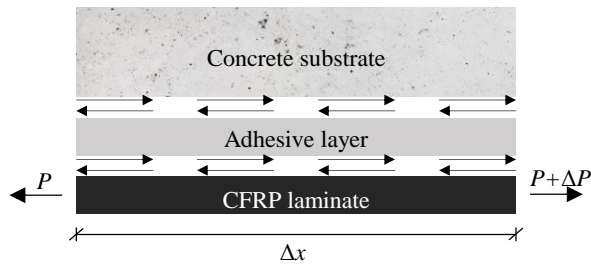 Concrete substrate
Adhesive layer
P
P+ΔP
CFRP laminate
Δx